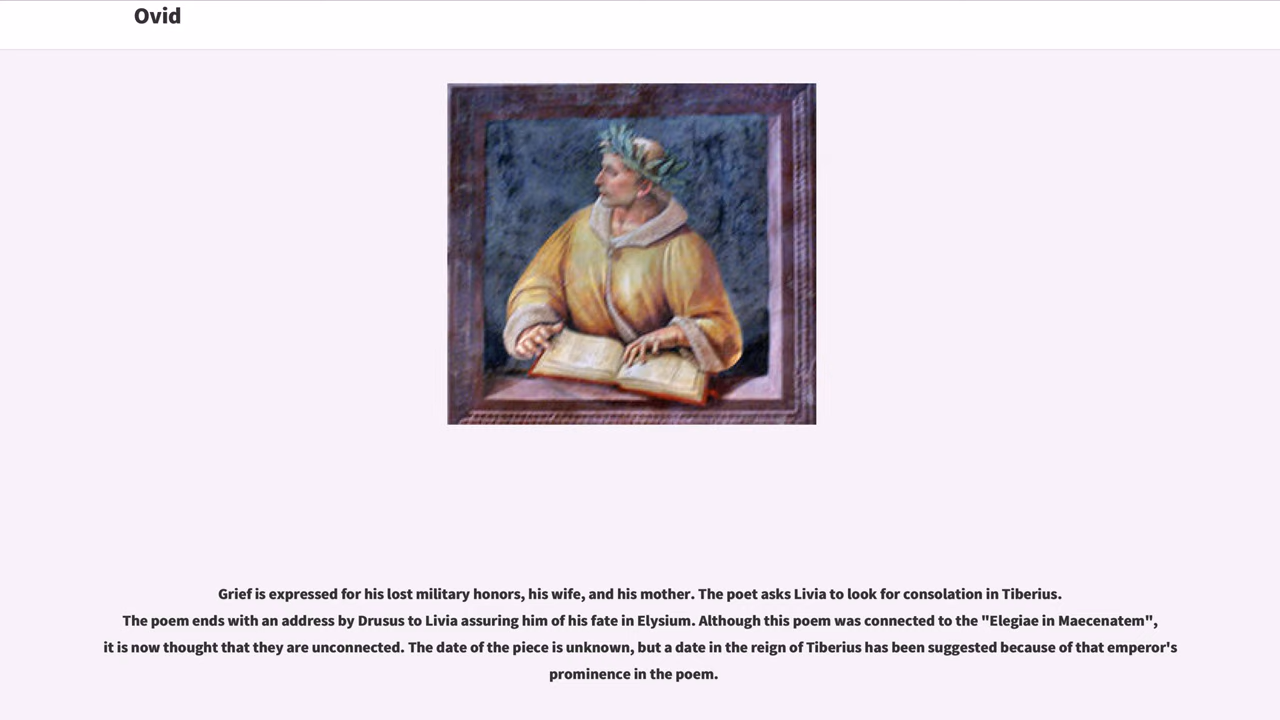 Ovid
Grief is expressed for his lost military honors, his wife, and his mother. The poet asks Livia to look for consolation in Tiberius.
The poem ends with an address by Drusus to Livia assuring him of his fate in Elysium. Although this poem was connected to the "Elegiae in Maecenatem",
it is now thought that they are unconnected. The date of the piece is unknown, but a date in the reign of Tiberius has been suggested because of that emperor's
prominence in the poem.